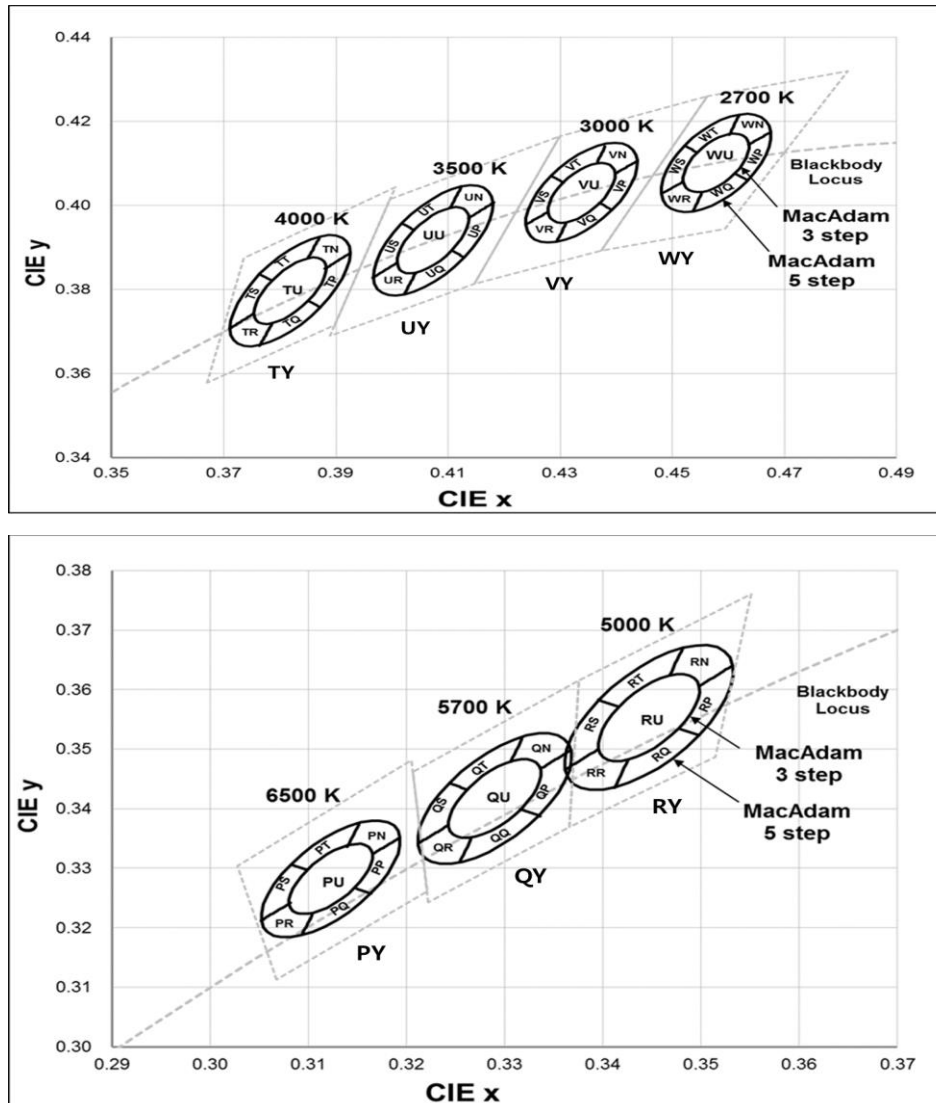 0.44
0.42
0.40
0.38
0.36
0.34
CIE y
0.35
0.37
0.39
0.41
0.43
0.45
0.47
0.49
CIE x
4000 K
TN
TT
TS
TU
TP
TR
TQ
TY
3500 K
UN
UT
US
UU
UP
UR
UQ
UY
3000 K
VN
VT
VS
VU
VP
VR
VQ
VY
2700 K
WN
WT
WS
WU
WP
WR
WQ
WY
Blackbody
Locus
MacAdam
3 step
MacAdam
5 step
0.38
0.37
0.36
0.35
0.34
0.33
0.32
0.31
0.30
CIE y
0.29
0.30
0.31
0.32
0.33
0.34
0.35
0.36
0.37
CIE x
6500 K
PN
PT
PS
PU
PP
PR
PQ
PY
5700 K
QN
QT
QS
QU
QP
QR
QQ
QY
5000 K
RN
RT
RS
RU
RP
RR
RQ
RY
Blackbody
Locus
MacAdam
3 step
MacAdam
5 step